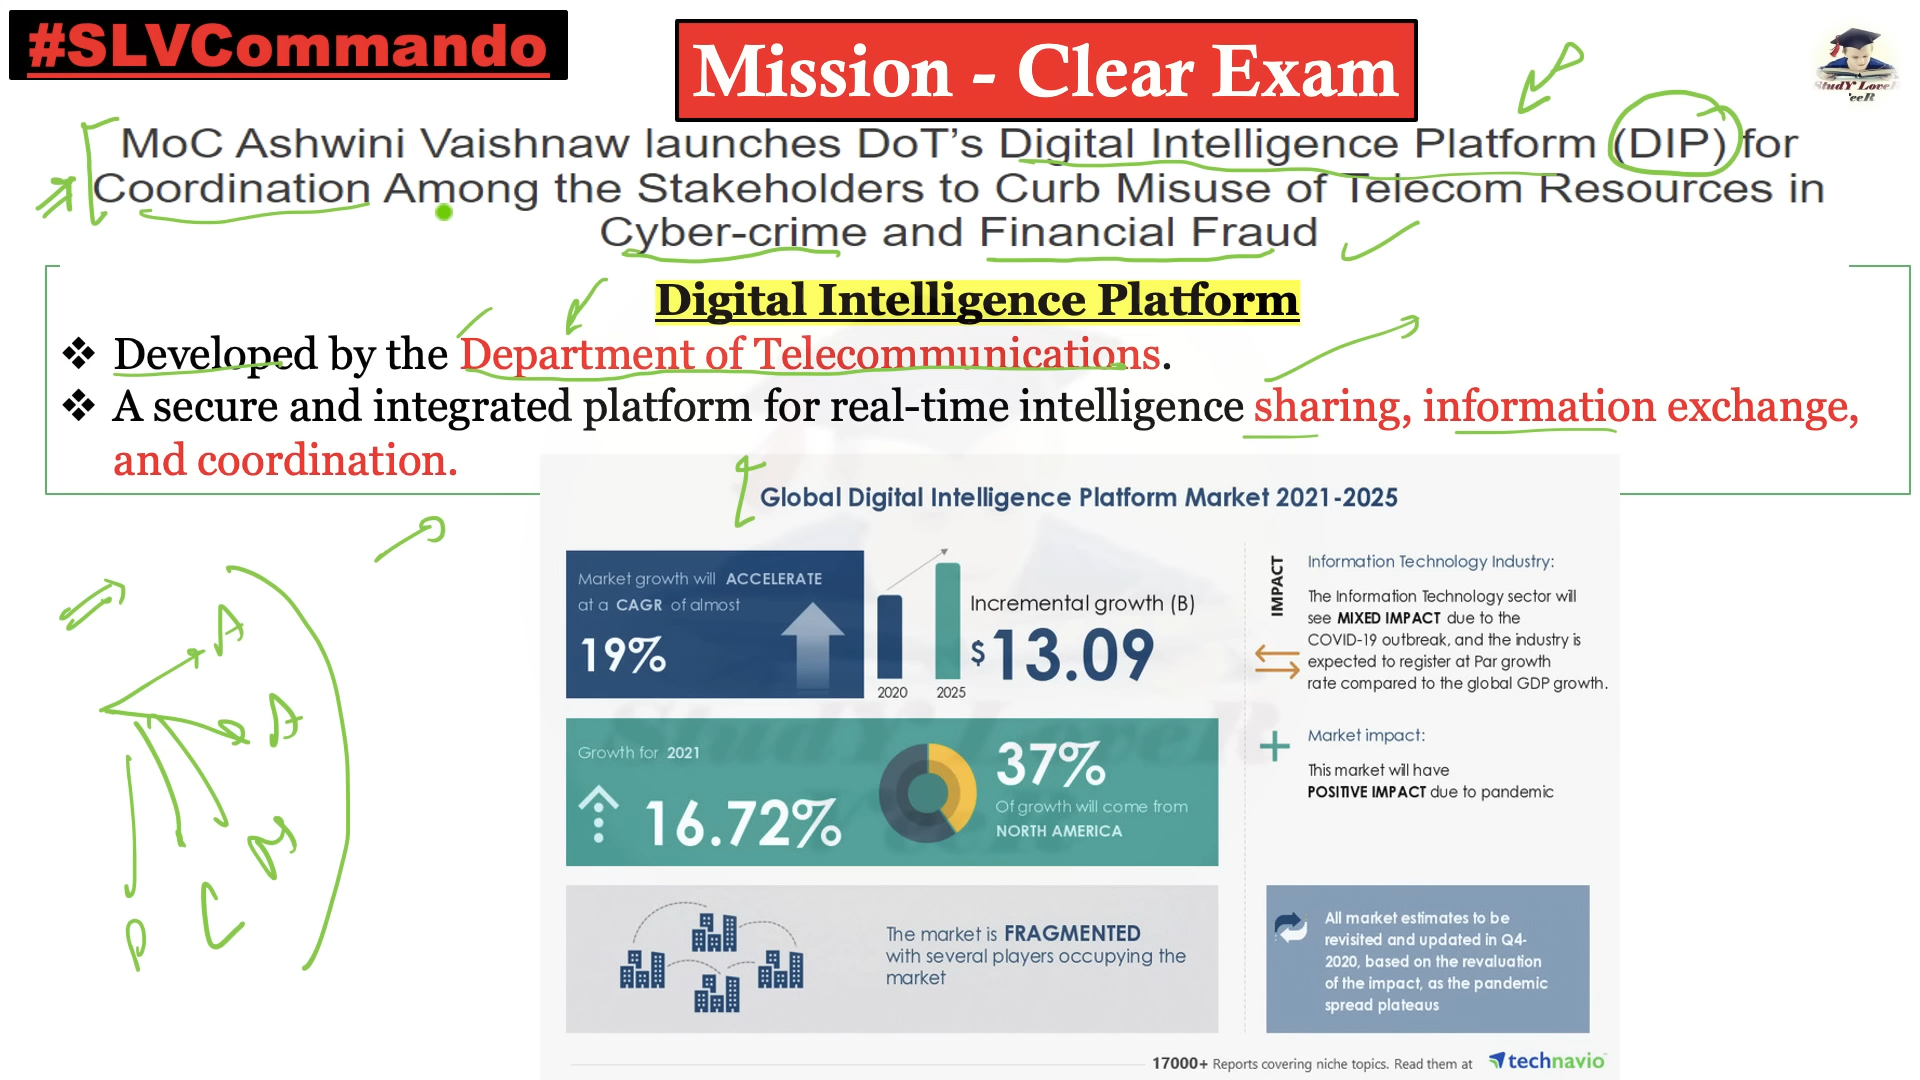 #SLVCommando
Mission - Clear Exam
StudY LoveR
VeeR
MoC Ashwini Vaishnaw launches DoT’s Digital Intelligence Platform (DIP) for
Coordination Among the Stakeholders to Curb Misuse of Telecom Resources in
Cyber-crime and Financial Fraud
Digital Intelligence Platform
❖ Developed by the Department of Telecommunications.
❖ A secure and integrated platform for real-time intelligence sharing, information exchange,
and coordination.
Global Digital Intelligence Platform Market 2021-2025
Market growth will ACCELERATE
at a CAGR of almost
19%
2020
2025
Incremental growth (B)
$13.09
IMPACT
Information Technology Industry:
The Information Technology sector will
see MIXED IMPACT due to the
COVID-19 outbreak, and the industry is
expected to register at Par growth
rate compared to the global GDP growth.
Growth for 2021
16.72%
37%
Of growth will come from
NORTH AMERICA
Market impact:
This market will have
POSITIVE IMPACT due to pandemic
The market is FRAGMENTED
with several players occupying the
market
All market estimates to be
revisited and updated in Q4-
2020, based on the revaluation
of the impact, as the pandemic
spread plateaus
17000+ Reports covering niche topics. Read them at
technavio
StudY LoveR
VeeR
A
A
M
C
P